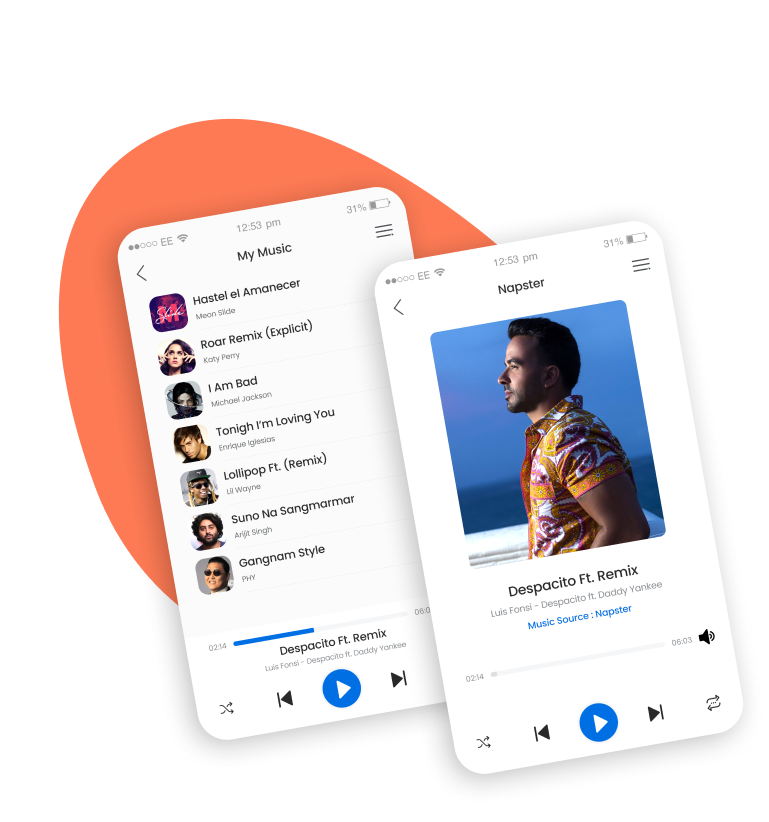 EE
12:53 pm
31%
My Music
Hastel el Amanecer
Meon Slide
Roar Remix (Explicit)
Katy Perry
I Am Bad
Michael Jackson
Tonigh I'm Loving You
Enrique Iglesias
Lollipop Ft. (Remix)
Lil Wayne
Suno Na Sangmarmar
Arijit Singh
Gangnam Style
PHY
02:14
Despacito Ft. Remix
Luis Fonsi - Despacito ft. Daddy Yankee
EE
12:53 pm
31%
Napster
Despacito Ft. Remix
Luis Fonsi - Despacito ft. Daddy Yankee
Music Source : Napster
02:14 06:03